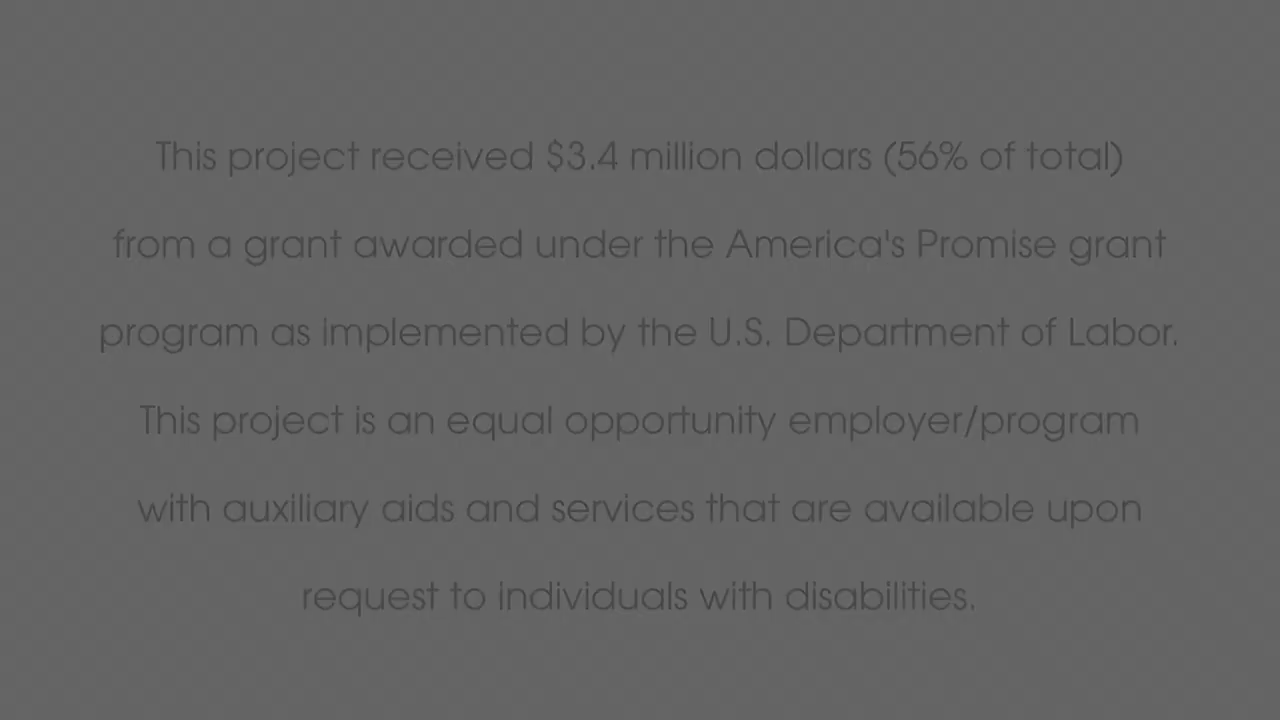 This project received $3.4 million dollars (56% of total)
from a grant awarded under the America's Promise grant
program as implemented by the U.S. Department of Labor.
This project is an equal opportunity employer/program
with auxiliary aids and services that are available upon
request to individuals with disabilities.